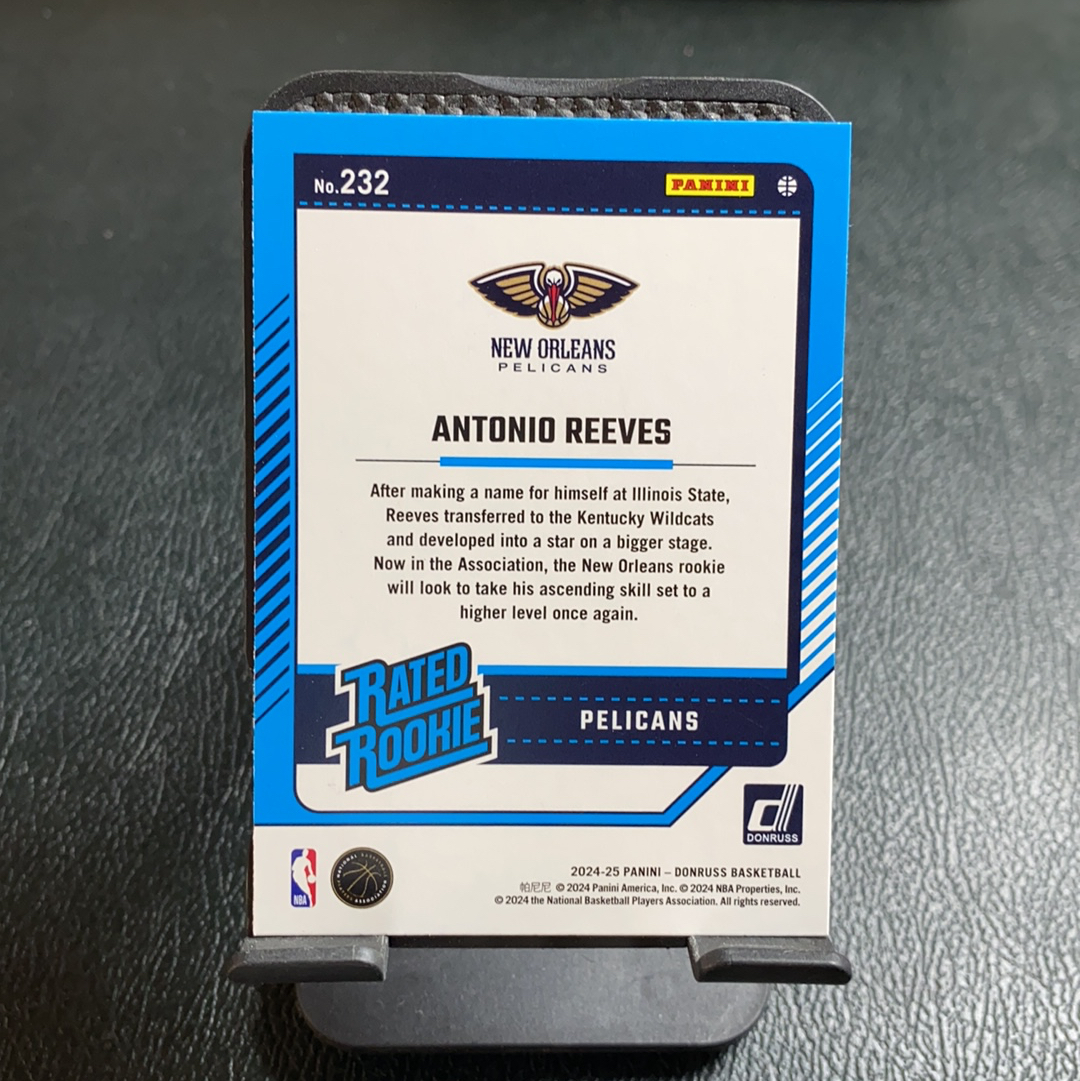 No.232
PANINI
NEW ORLEANS
PELICANS
ANTONIO REEVES
After making a name for himself at Illinois State,
Reeves transferred to the Kentucky Wildcats
and developed into a star on a bigger stage.
Now in the Association, the New Orleans rookie
will look to take his ascending skill set to a
higher level once again.
RATED
ROOKIE
PELICANS
DONRUSS
NBA
NATIONAL BASKETBALL
PLAYERS ASSOCIATION
2024-25 PANINI – DONRUSS BASKETBALL
帕尼尼 © 2024 Panini America, Inc. © 2024 NBA Properties, Inc.
© 2024 the National Basketball Players Association. All rights reserved.